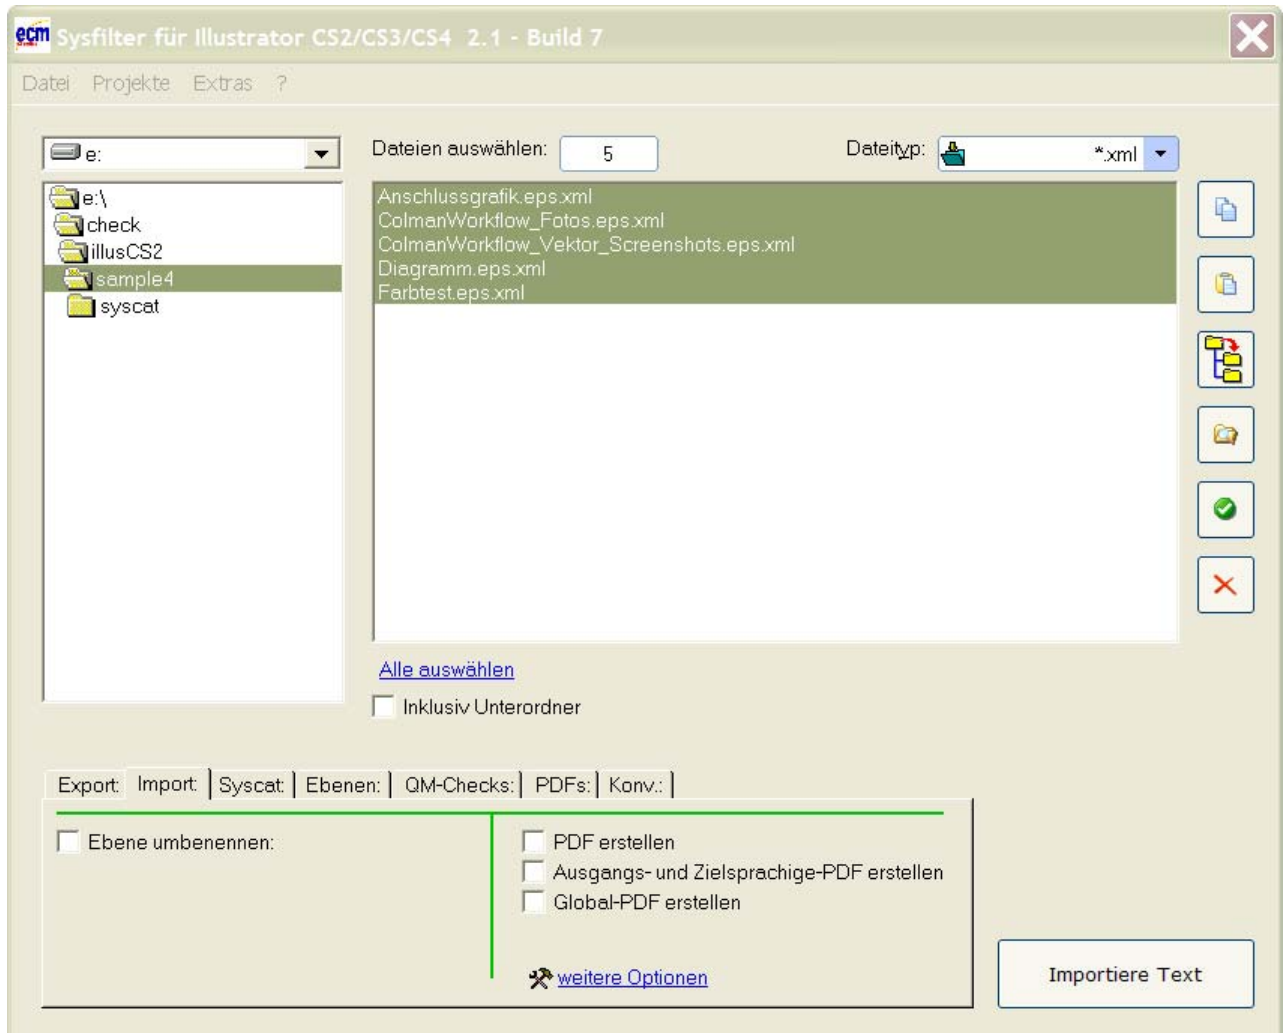 ecm Sysfilter für Illustrator CS2/CS3/CS4 2.1 - Build 7
Datei Projekte Extras ?
e: Dateien auswählen: 5 Dateityp: *.xml
e:\
check
illusCS2
sample4
syscat
Anschlussgrafik.eps.xml
ColmanWorkflow_Fotos.eps.xml
ColmanWorkflow_Vektor_Screenshots.eps.xml
Diagramm.eps.xml
Farbtest.eps.xml
Alle auswählen
Inklusiv Unterordner
Export: Import: Syscat: Ebenen: QM-Checks: PDFs: Konv.:
Ebene umbenennen:
PDF erstellen
Ausgangs- und Zielsprachige-PDF erstellen
Global-PDF erstellen
weitere Optionen
Importiere Text